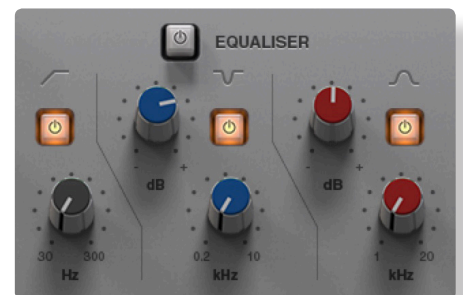 EQUALISER
- +
dB
- +
dB
30 300
Hz
0.2 10
kHz
1 20
kHz